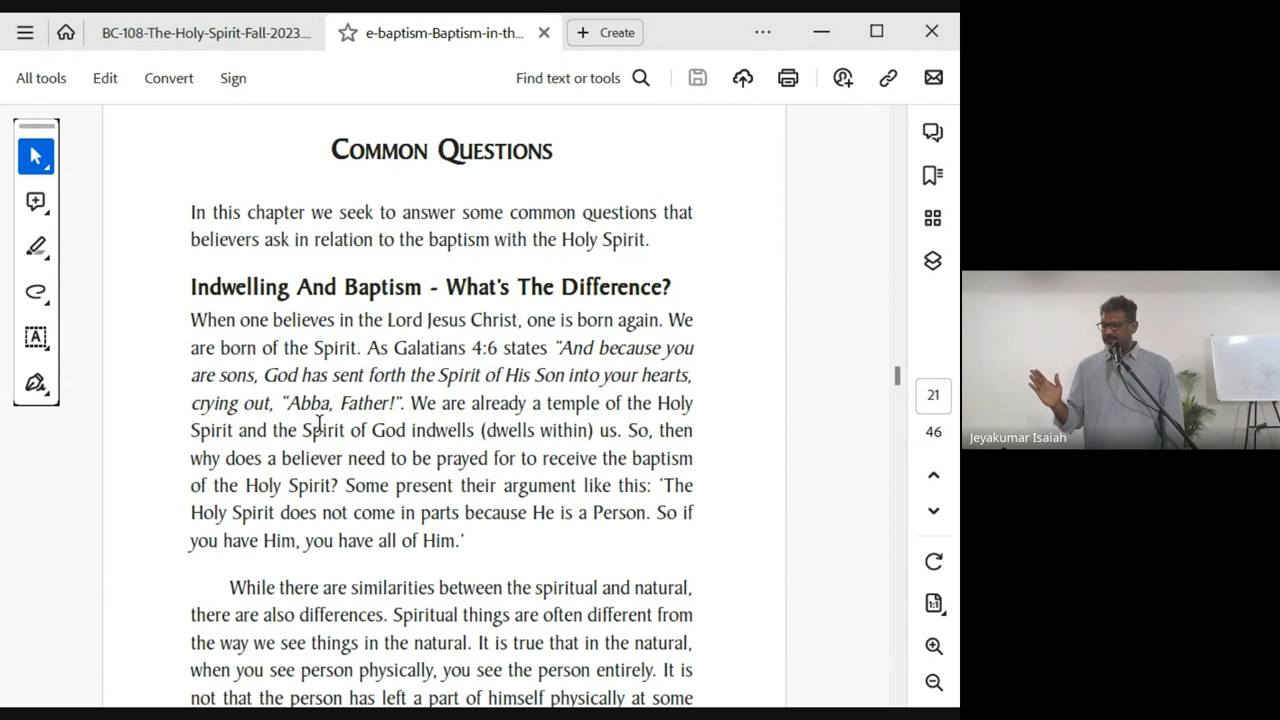 BC-108-The-Holy-Spirit-Fall-2023....
e-baptism-Baptism-in-th...
Create
All tools
Edit
Convert
Sign
Find text or tools
COMMON QUESTIONS
In this chapter we seek to answer some common questions that
believers ask in relation to the baptism with the Holy Spirit.
Indwelling And Baptism - What's The Difference?
When one believes in the Lord Jesus Christ, one is born again. We
are born of the Spirit. As Galatians 4:6 states “And because you
are sons, God has sent forth the Spirit of His Son into your hearts,
crying out, “Abba, Father!”. We are already a temple of the Holy
Spirit and the Spirit of God indwells (dwells within) us. So, then
why does a believer need to be prayed for to receive the baptism
of the Holy Spirit? Some present their argument like this: ‘The
Holy Spirit does not come in parts because He is a Person. So if
you have Him, you have all of Him.’
While there are similarities between the spiritual and natural,
there are also differences. Spiritual things are often different from
the way we see things in the natural. It is true that in the natural,
when you see person physically, you see the person entirely. It is
not that the person has left a part of himself physically at some
21
46
1:1
Jeyakumar Isaiah